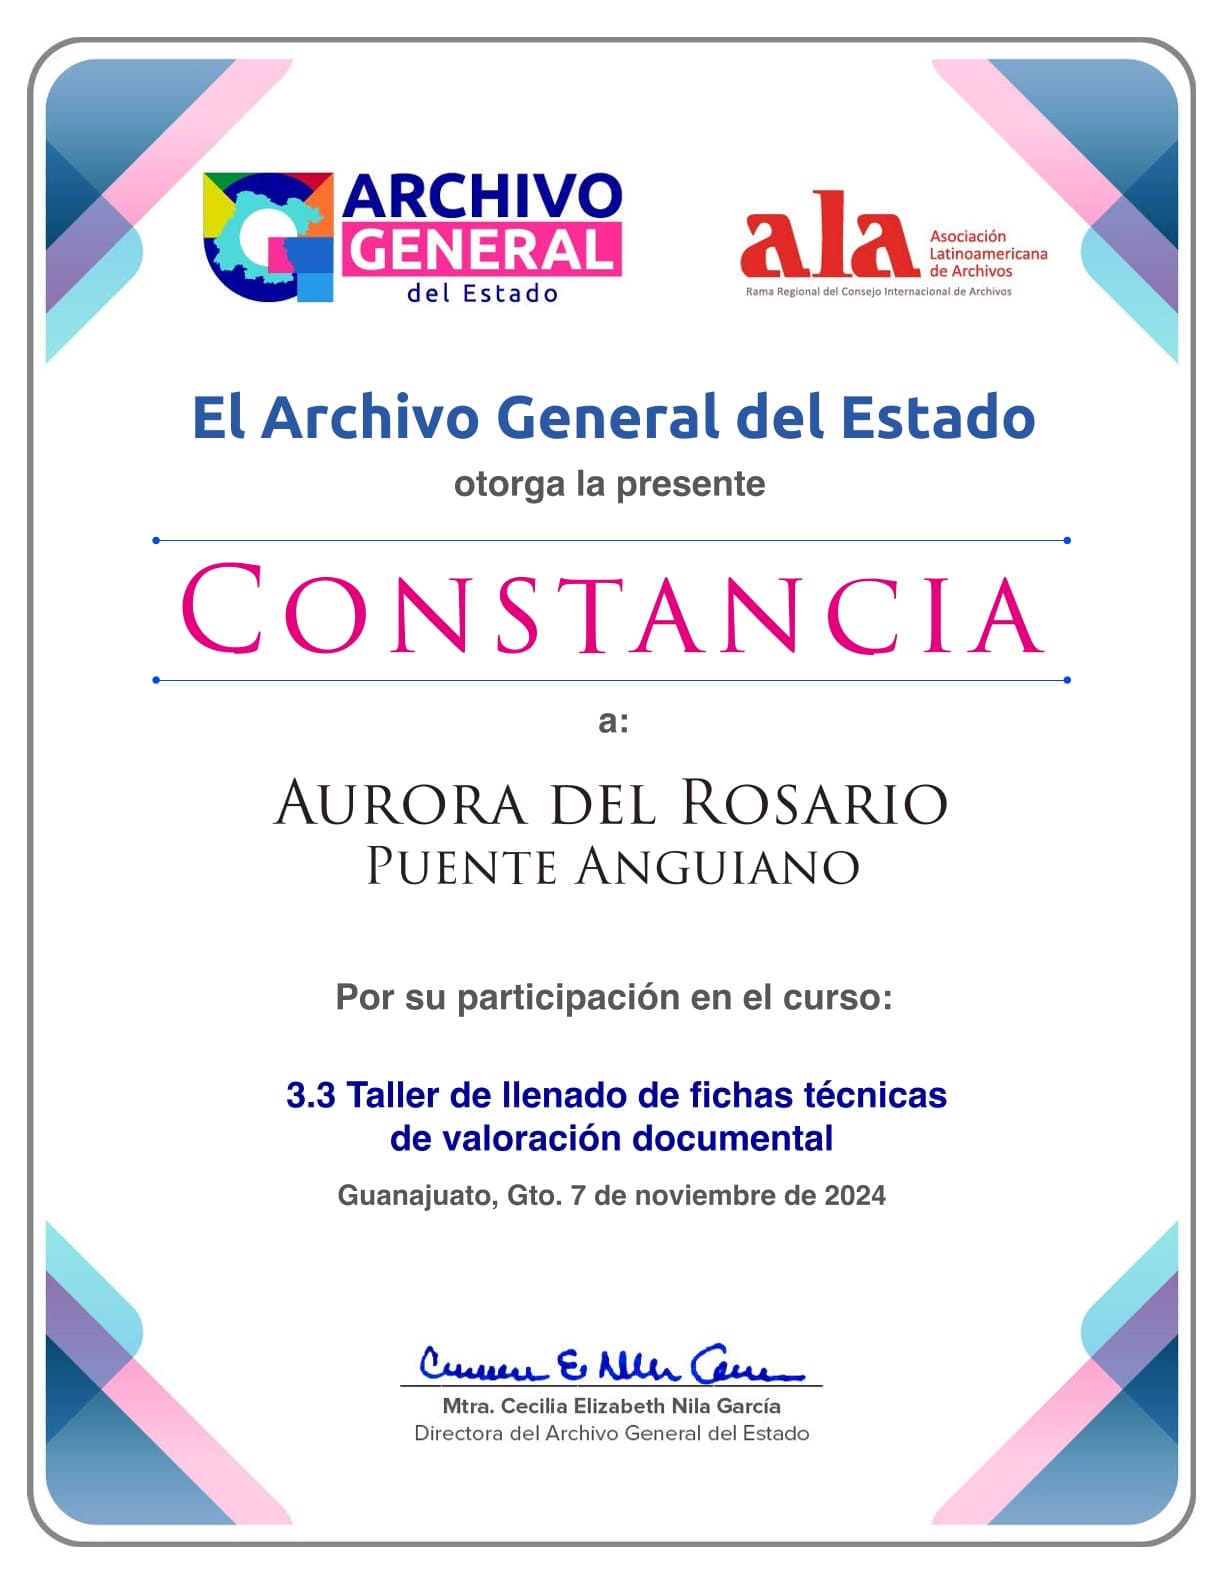 ARCHIVO
GENERAL
del Estado
ala
Asociación
Latinoamericana
de Archivos
Rama Regional del Consejo Internacional de Archivos
El Archivo General del Estado
otorga la presente
CONSTANCIA
a:
AURORA DEL ROSARIO
PUENTE ANGUIANO
Por su participación en el curso:
3.3 Taller de llenado de fichas técnicas
de valoración documental
Guanajuato, Gto. 7 de noviembre de 2024
Mtra. Cecilia Elizabeth Nila García
Directora del Archivo General del Estado